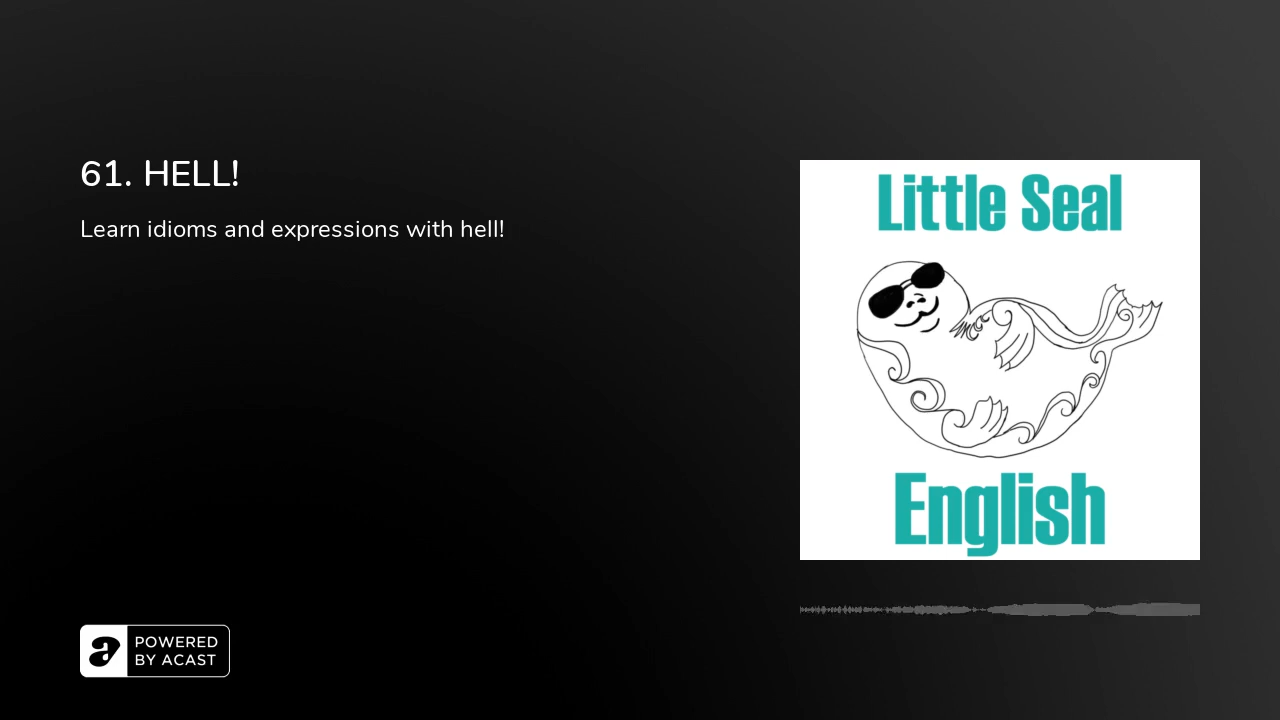 61. HELL!
Learn idioms and expressions with hell!
Little Seal
English
a POWERED
BY ACAST